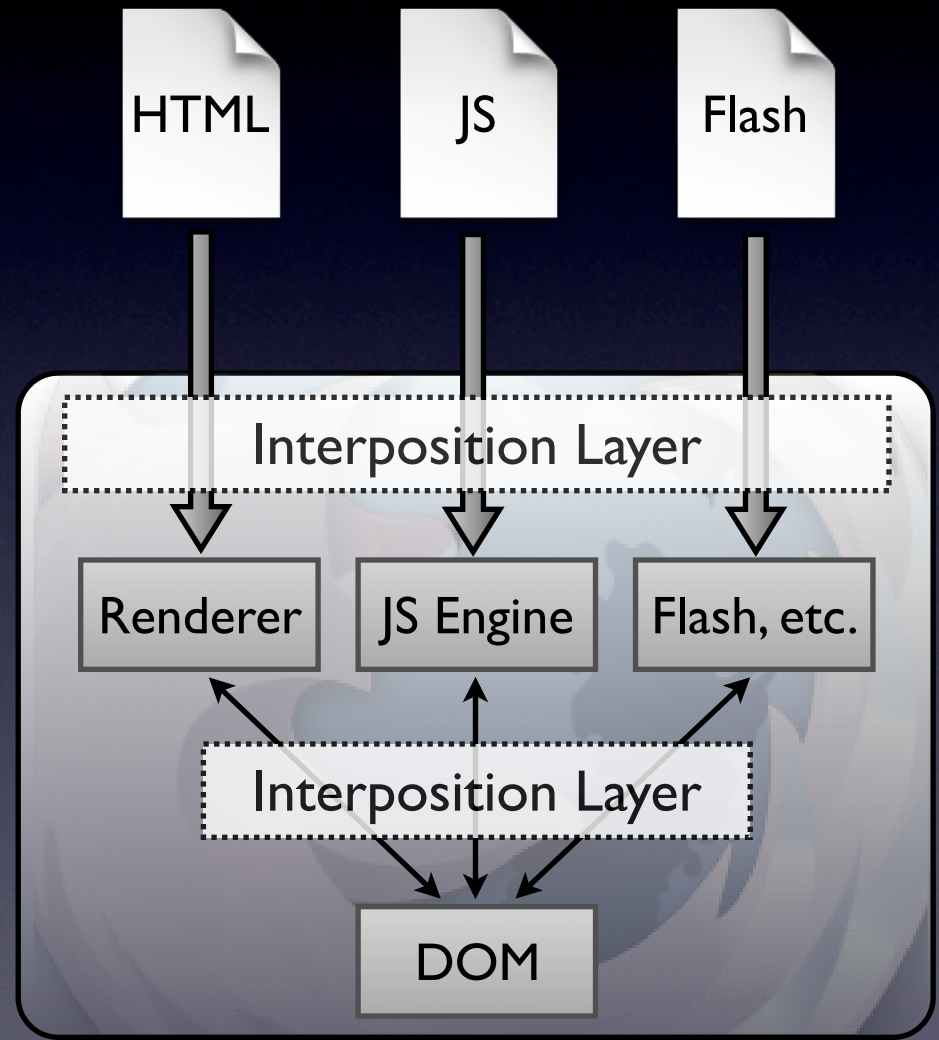 HTML
JS
Flash
Interposition Layer
Renderer
JS Engine
Flash, etc.
Interposition Layer
DOM